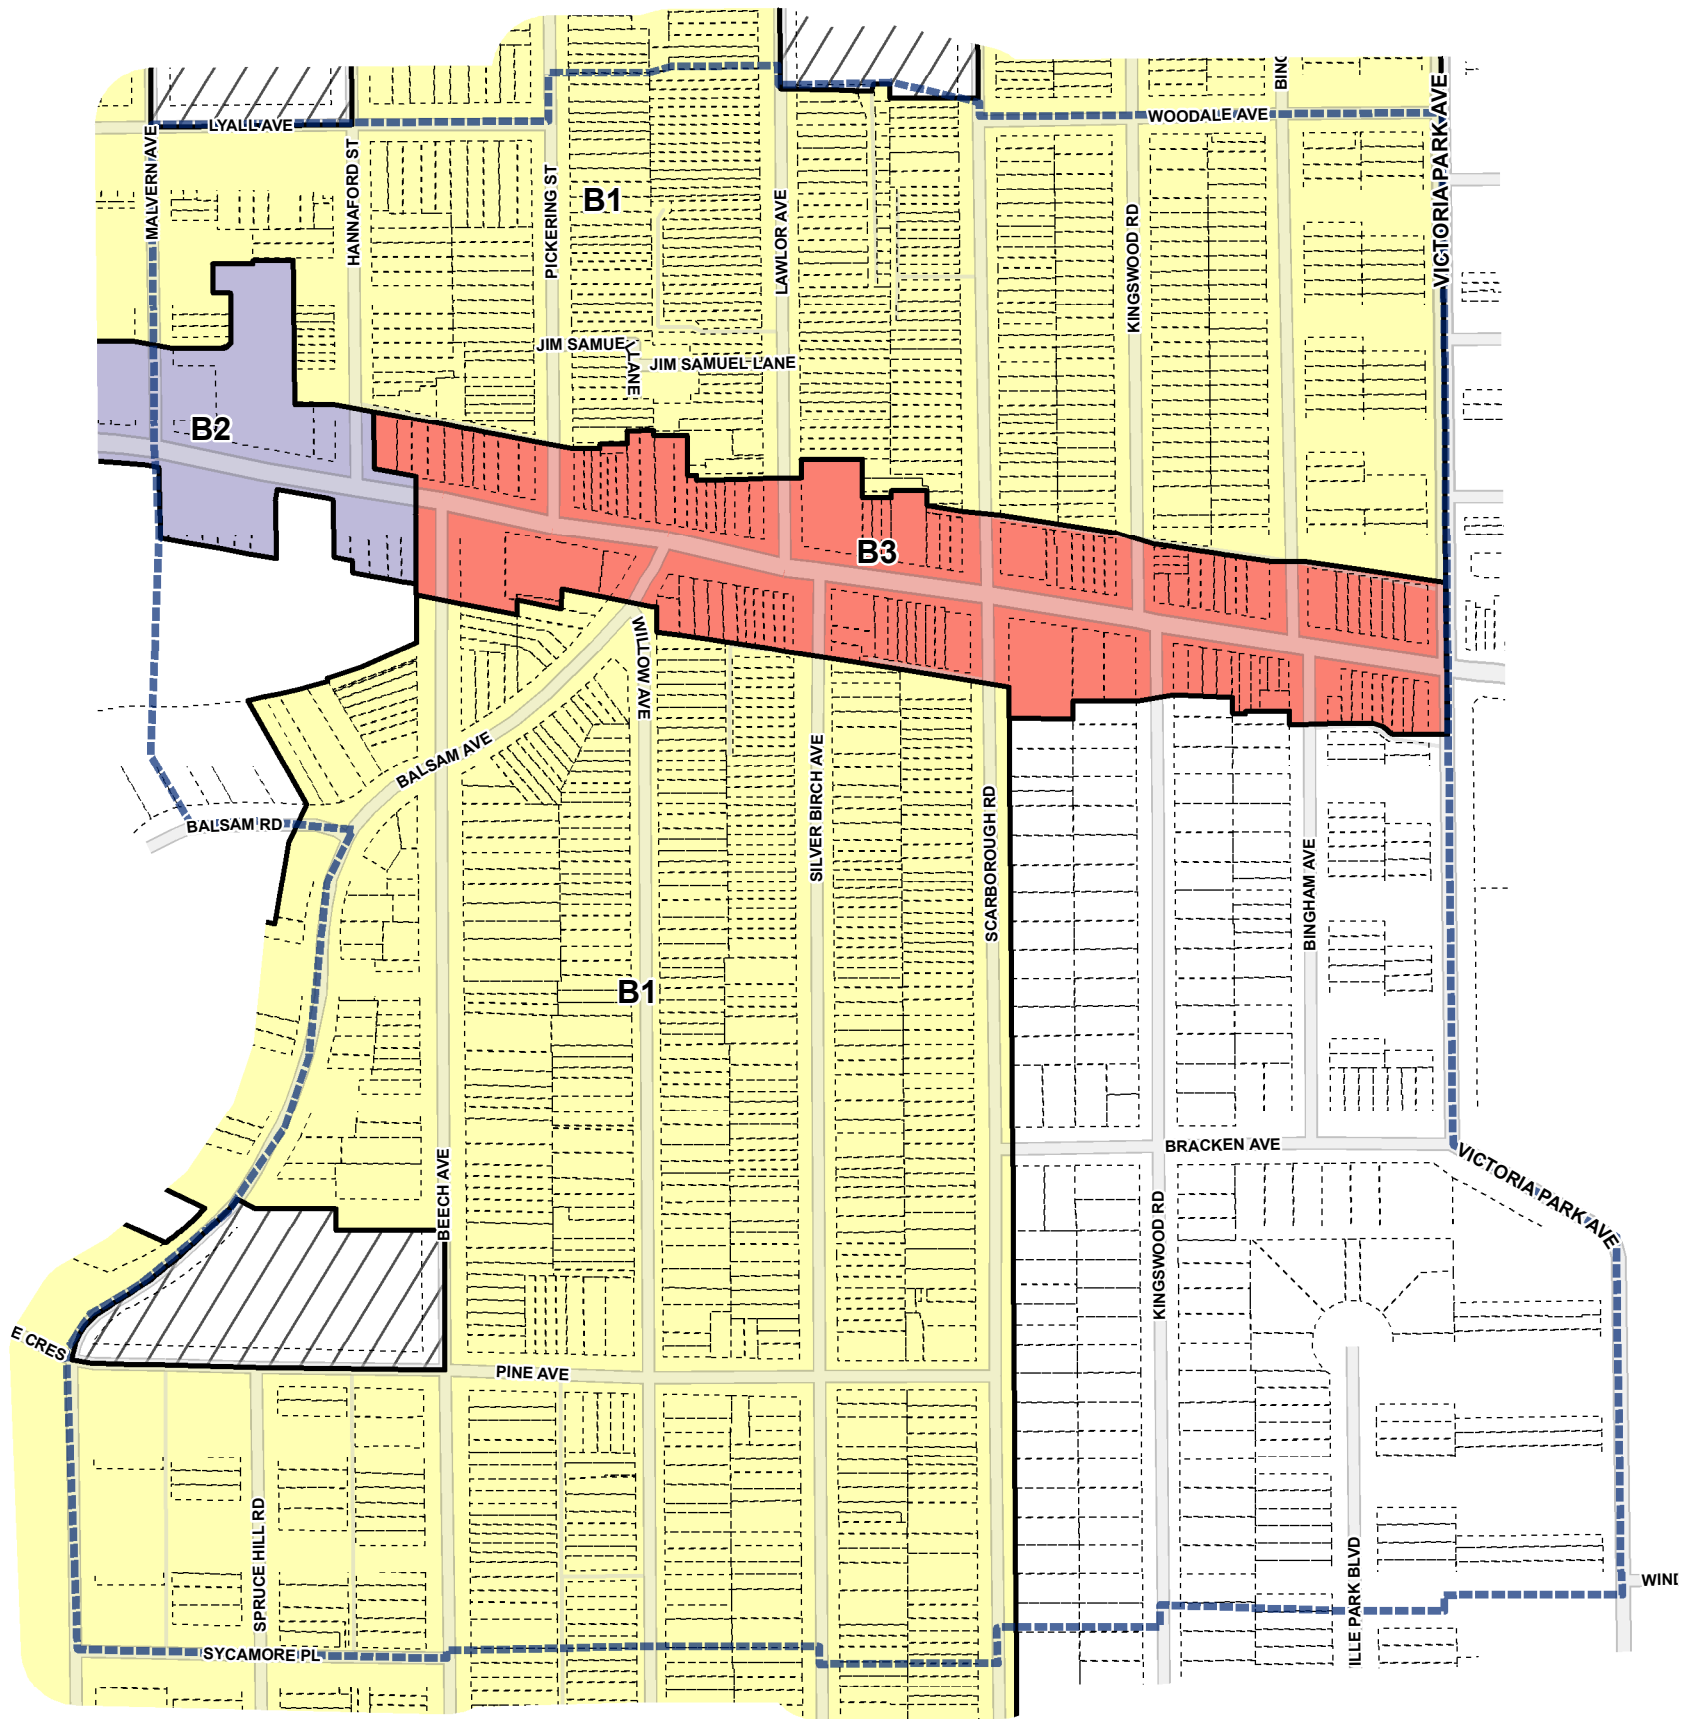 BING
WOODALE AVE
LYALL AVE
MALVERN AVE
HANNAFORD ST
PICKERING ST
B1
LAWLOR AVE
KINGSWOOD RD
VICTORIA PARK AVE
JIM SAMUEL LANE
JIM SAMUEL LANE
B2
B3
WILLOW AVE
BALSAM AVE
BALSAM RD
SILVER BIRCH AVE
SCARBOROUGH RD
BINGHAM AVE
B1
BEECH AVE
BRACKEN AVE
VICTORIA PARK AVE
KINGSWOOD RD
E CRES
PINE AVE
SPRUCE HILL RD
ILLE PARK BLVD
WIND
SYCAMORE PL